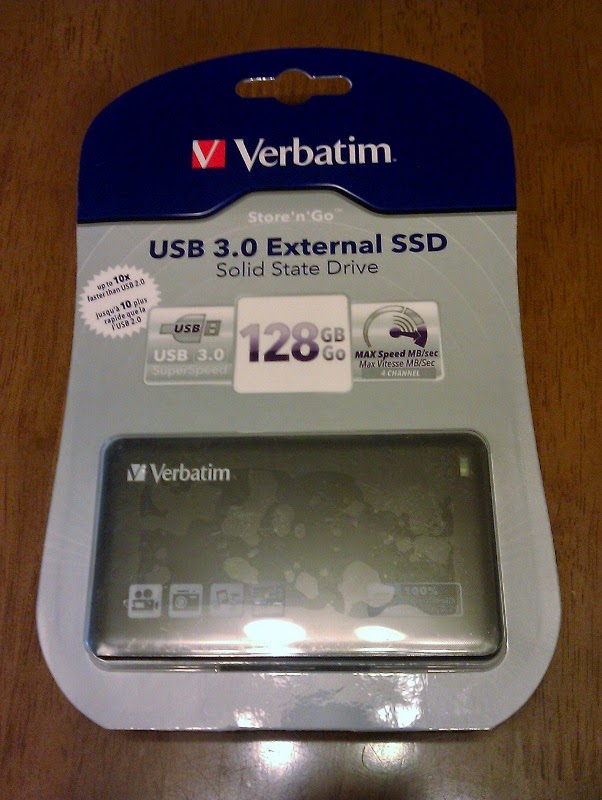 Verbatim.
Store'n'Go™
USB 3.0 External SSD
Solid State Drive
up to 10x
faster than USB 2.0
jusqu'à 10 plus
rapide que la
l'USB 2.0
USB
USB 3.0
SuperSpeed
128 GB
Go
MAX Speed MB/sec
Max Vitesse MB/Sec
4 CHANNEL
Verbatim
100%